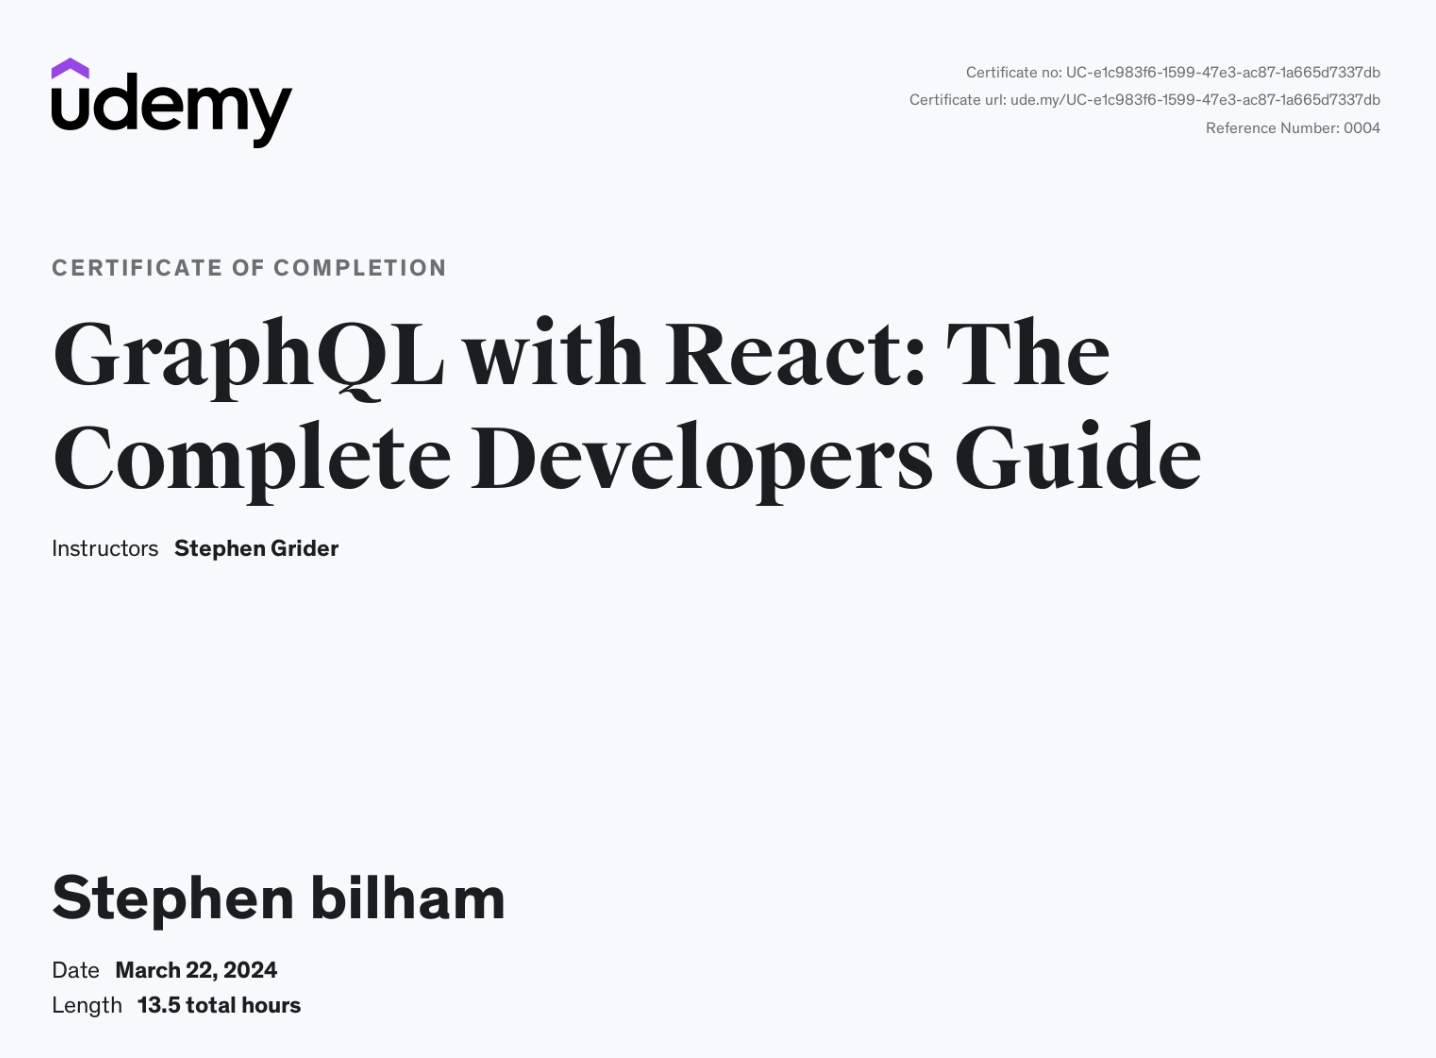 udemy
Certificate no: UC-e1c983f6-1599-47e3-ac87-1a665d7337db
Certificate url: ude.my/UC-e1c983f6-1599-47e3-ac87-1a665d7337db
Reference Number: 0004
CERTIFICATE OF COMPLETION
GraphQL with React: The
Complete Developers Guide
Instructors Stephen Grider
Stephen bilham
Date March 22, 2024
Length 13.5 total hours